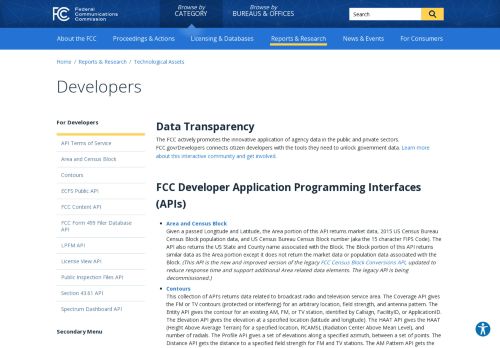 FCC Federal Communications Commission
Browse by CATEGORY
Browse by BUREAUS & OFFICES
Search
About the FCC
Proceedings & Actions
Licensing & Databases
Reports & Research
News & Events
For Consumers
Home / Reports & Research / Technological Assets
Developers
For Developers
API Terms of Service
Area and Census Block
Contours
ECFS Public API
FCC Content API
FCC Form 499 Filer Database API
LPFM API
License View API
Public Inspection Files API
Section 43.61 API
Spectrum Dashboard API
Secondary Menu
Data Transparency
The FCC actively promotes the innovative application of agency data in the public and private sectors.
FCC.gov/Developers connects citizen developers with the tools they need to unlock government data. Learn more
about this interactive community and get involved.
FCC Developer Application Programming Interfaces
(APIs)
• Area and Census Block
Given a passed Longitude and Latitude, the Area portion of this API returns market data, 2015 US Census Bureau
Census Block population data, and US Census Bureau Census Block number (aka the 15 character FIPS Code). The
API also returns the US State and County name associated with the Block. The Block portion of this API returns
similar data as the Area portion except it does not return the market data or population data associated with the
Block. (This API is the new and improved version of the legacy FCC Census Block Conversions API, updated to
reduce response time and support additional Area related data elements. The legacy API is being
decommissioned.)
• Contours
This collection of API's returns data related to broadcast radio and television service area. The Coverage API gives
the FM or TV contours (protected or interfering) for an arbitrary location, field strength, and antenna pattern. The
Entity API gives the contour for an existing AM, FM, or TV station, identified by Callsign, FacilityID, or ApplicationID.
The Elevation API gives the elevation at a specified location (latitude and longitude). The HAAT API gives the HAAT
(Height Above Average Terrain) for a specified location, RCAMSL (Radiation Center Above Mean Level), and
number of radials. The Profile API gives a set of elevations along a specified azimuth, between a set of points. The
Distance API gets the distance to a specified field strength for FM and TV stations. The AM Pattern API gets the